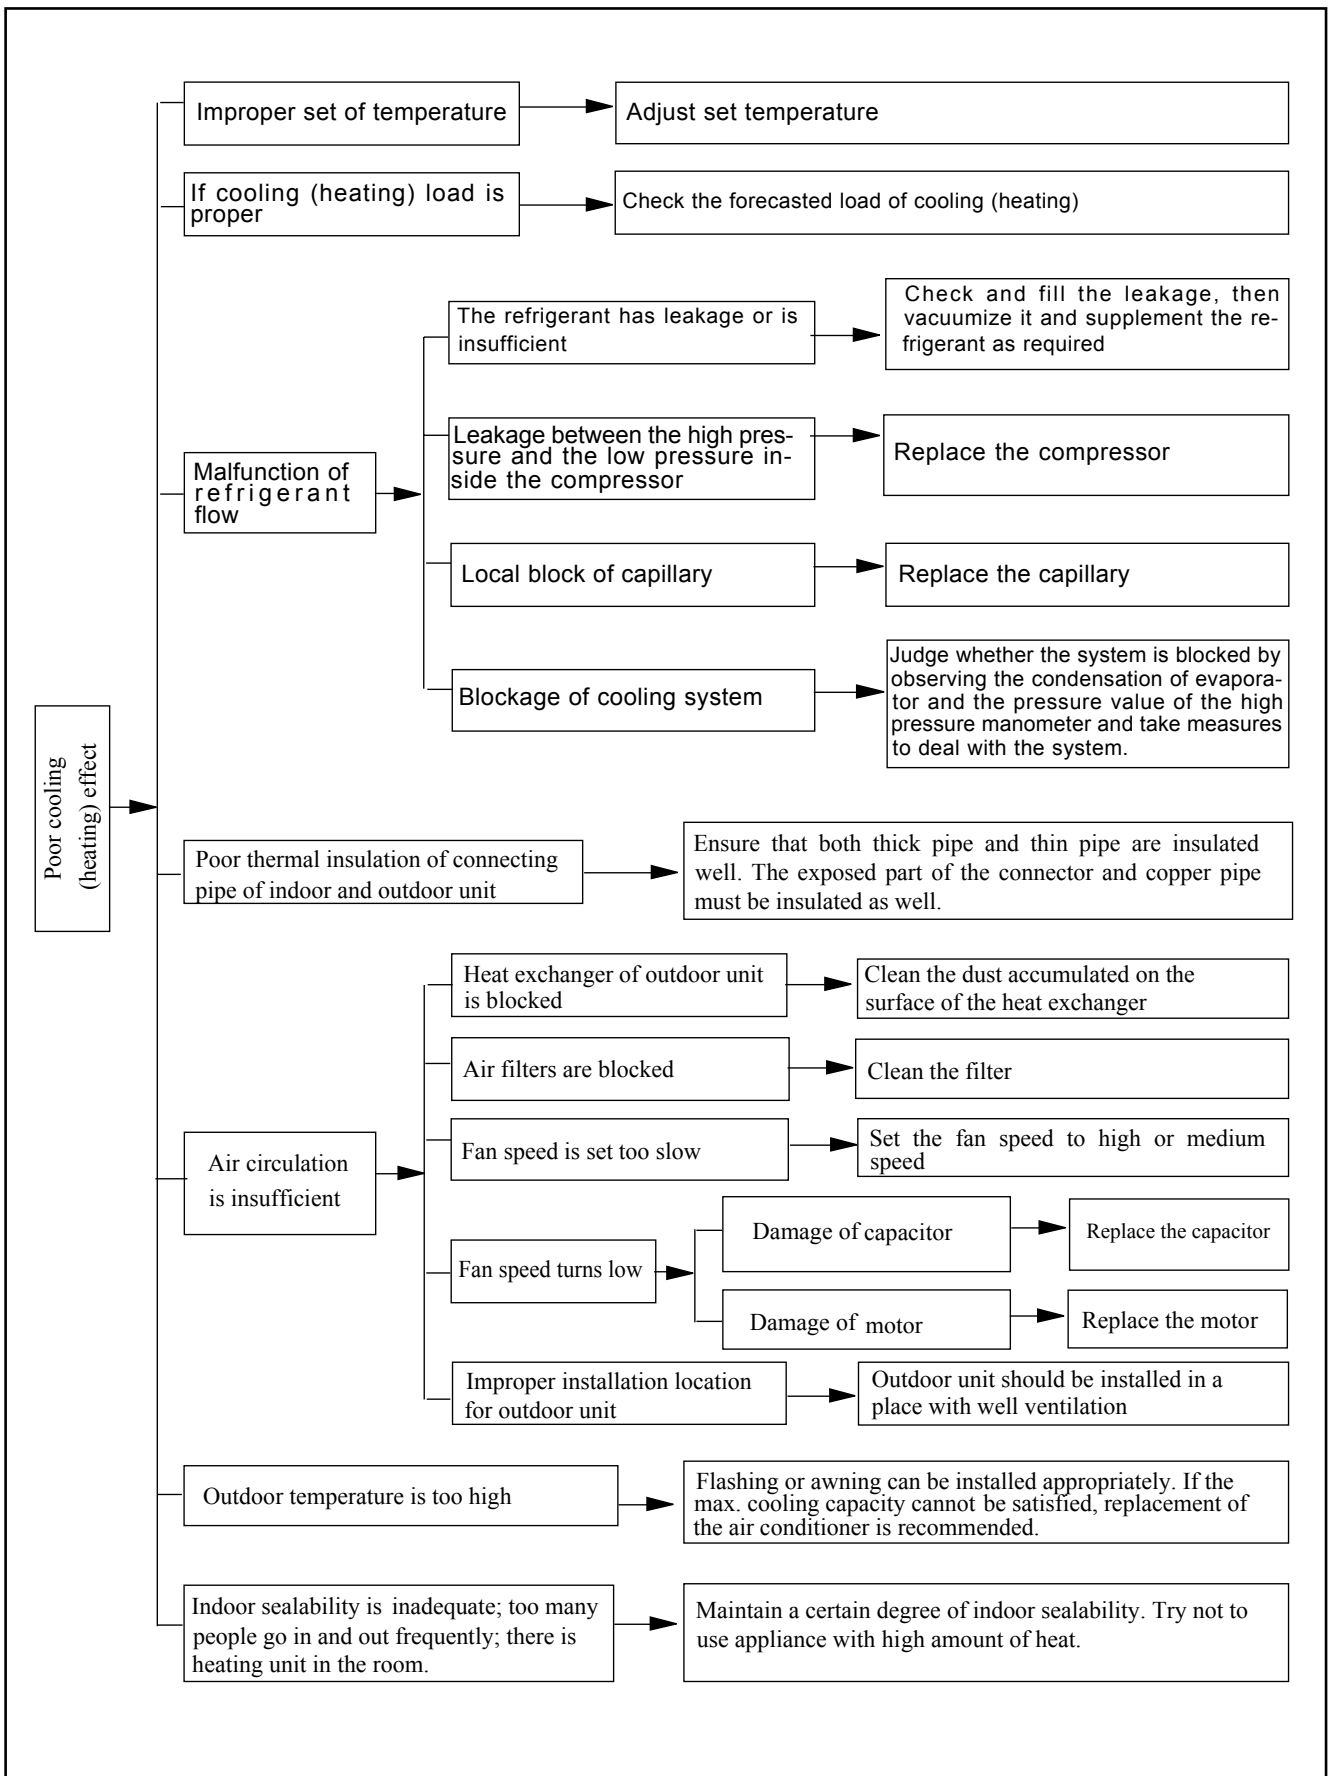 Improper set of temperature
Adjust set temperature
If cooling (heating) load is
proper
Check the forecasted load of cooling (heating)
The refrigerant has leakage or is
insufficient
Check and fill the leakage, then
vacuumize it and supplement the re-
frigerant as required
Malfunction of
refrigerant
flow
Leakage between the high pres-
sure and the low pressure in-
side the compressor
Replace the compressor
Local block of capillary
Replace the capillary
Blockage of cooling system
Judge whether the system is blocked by
observing the condensation of evapora-
tor and the pressure value of the high
pressure manometer and take measures
to deal with the system.
Poor cooling
(heating) effect
Poor thermal insulation of connecting
pipe of indoor and outdoor unit
Ensure that both thick pipe and thin pipe are insulated
well. The exposed part of the connector and copper pipe
must be insulated as well.
Heat exchanger of outdoor unit
is blocked
Clean the dust accumulated on the
surface of the heat exchanger
Air filters are blocked
Clean the filter
Air circulation
is insufficient
Fan speed is set too slow
Set the fan speed to high or medium
speed
Fan speed turns low
Damage of capacitor
Replace the capacitor
Damage of motor
Replace the motor
Improper installation location
for outdoor unit
Outdoor unit should be installed in a
place with well ventilation
Outdoor temperature is too high
Flashing or awning can be installed appropriately. If the
max. cooling capacity cannot be satisfied, replacement of
the air conditioner is recommended.
Indoor sealability is inadequate; too many
people go in and out frequently; there is
heating unit in the room.
Maintain a certain degree of indoor sealability. Try not to
use appliance with high amount of heat.